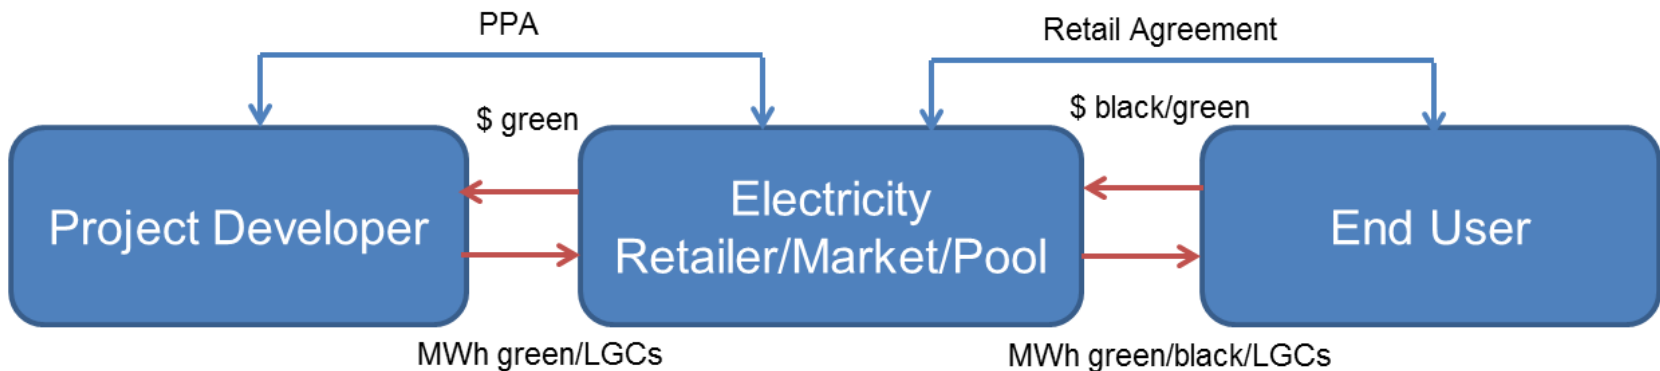 PPA
Retail Agreement
$ green
$ black/green
Project Developer
Electricity
Retailer/Market/Pool
End User
MWh green/LGCs
MWh green/black/LGCs